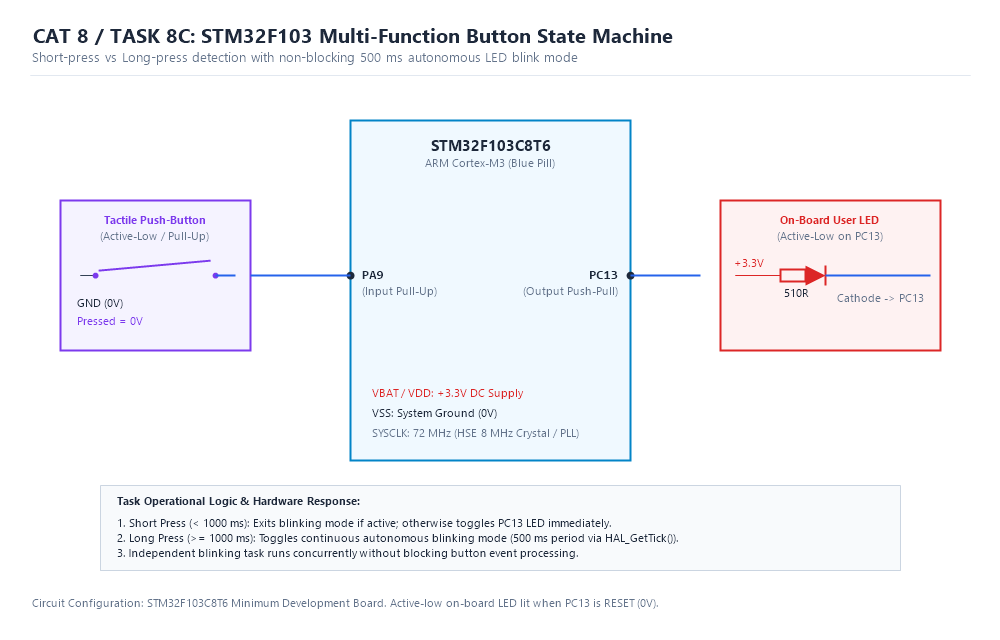 CAT 8 / TASK 8C: STM32F103 Multi-Function Button State Machine
Short-press vs Long-press detection with non-blocking 500 ms autonomous LED blink mode
STM32F103C8T6
ARM Cortex-M3 (Blue Pill)
Tactile Push-Button
(Active-Low / Pull-Up)
GND (0V)
Pressed = 0V
PA9
(Input Pull-Up)
PC13
(Output Push-Pull)
On-Board User LED
(Active-Low on PC13)
+3.3V
510R
Cathode -> PC13
VBAT / VDD: +3.3V DC Supply
VSS: System Ground (0V)
SYSCLK: 72 MHz (HSE 8 MHz Crystal / PLL)
Task Operational Logic & Hardware Response:
1. Short Press (< 1000 ms): Exits blinking mode if active; otherwise toggles PC13 LED immediately.
2. Long Press (>= 1000 ms): Toggles continuous autonomous blinking mode (500 ms period via HAL_GetTick()).
3. Independent blinking task runs concurrently without blocking button event processing.
Circuit Configuration: STM32F103C8T6 Minimum Development Board. Active-low on-board LED lit when PC13 is RESET (0V).